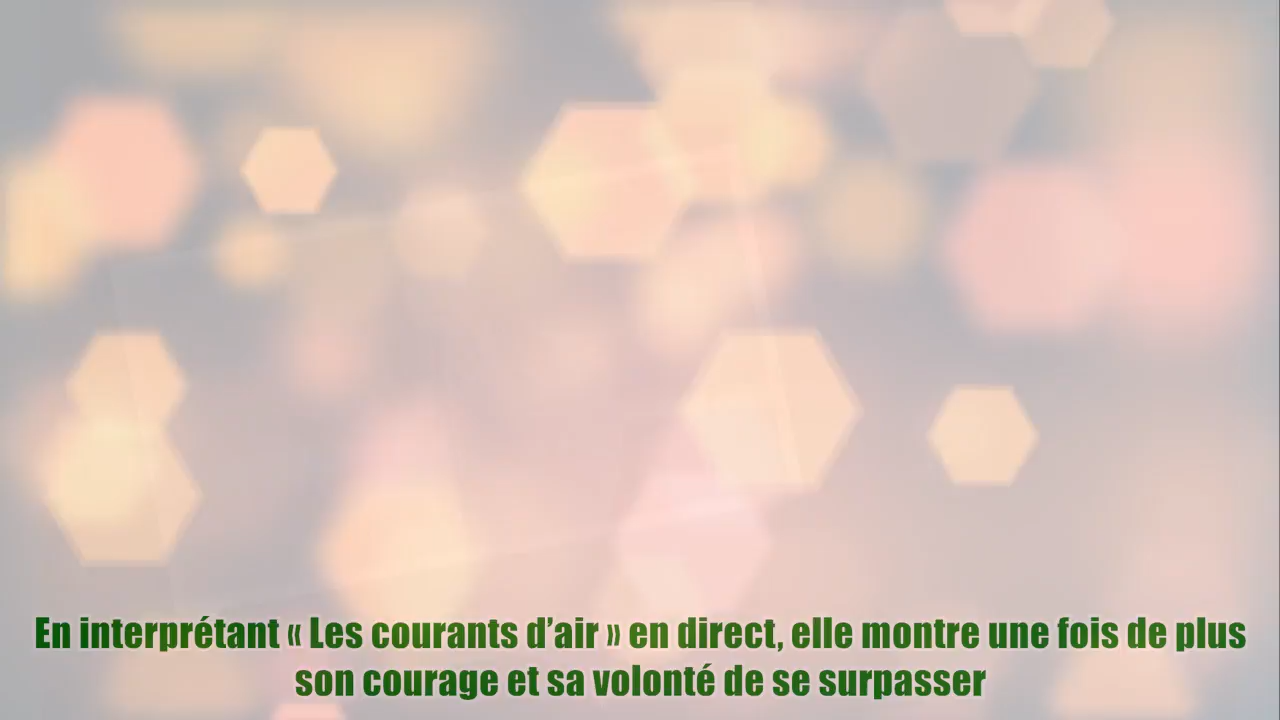 En interprétant « Les courants d’air » en direct, elle montre une fois de plus
son courage et sa volonté de se surpasser